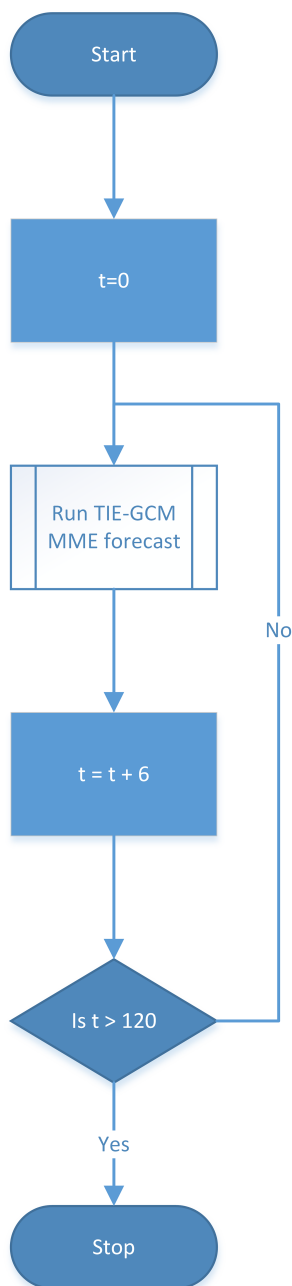 Start
t=0
Run TIE-GCM
MME forecast
No
t = t + 6
Is t > 120
Yes
Stop